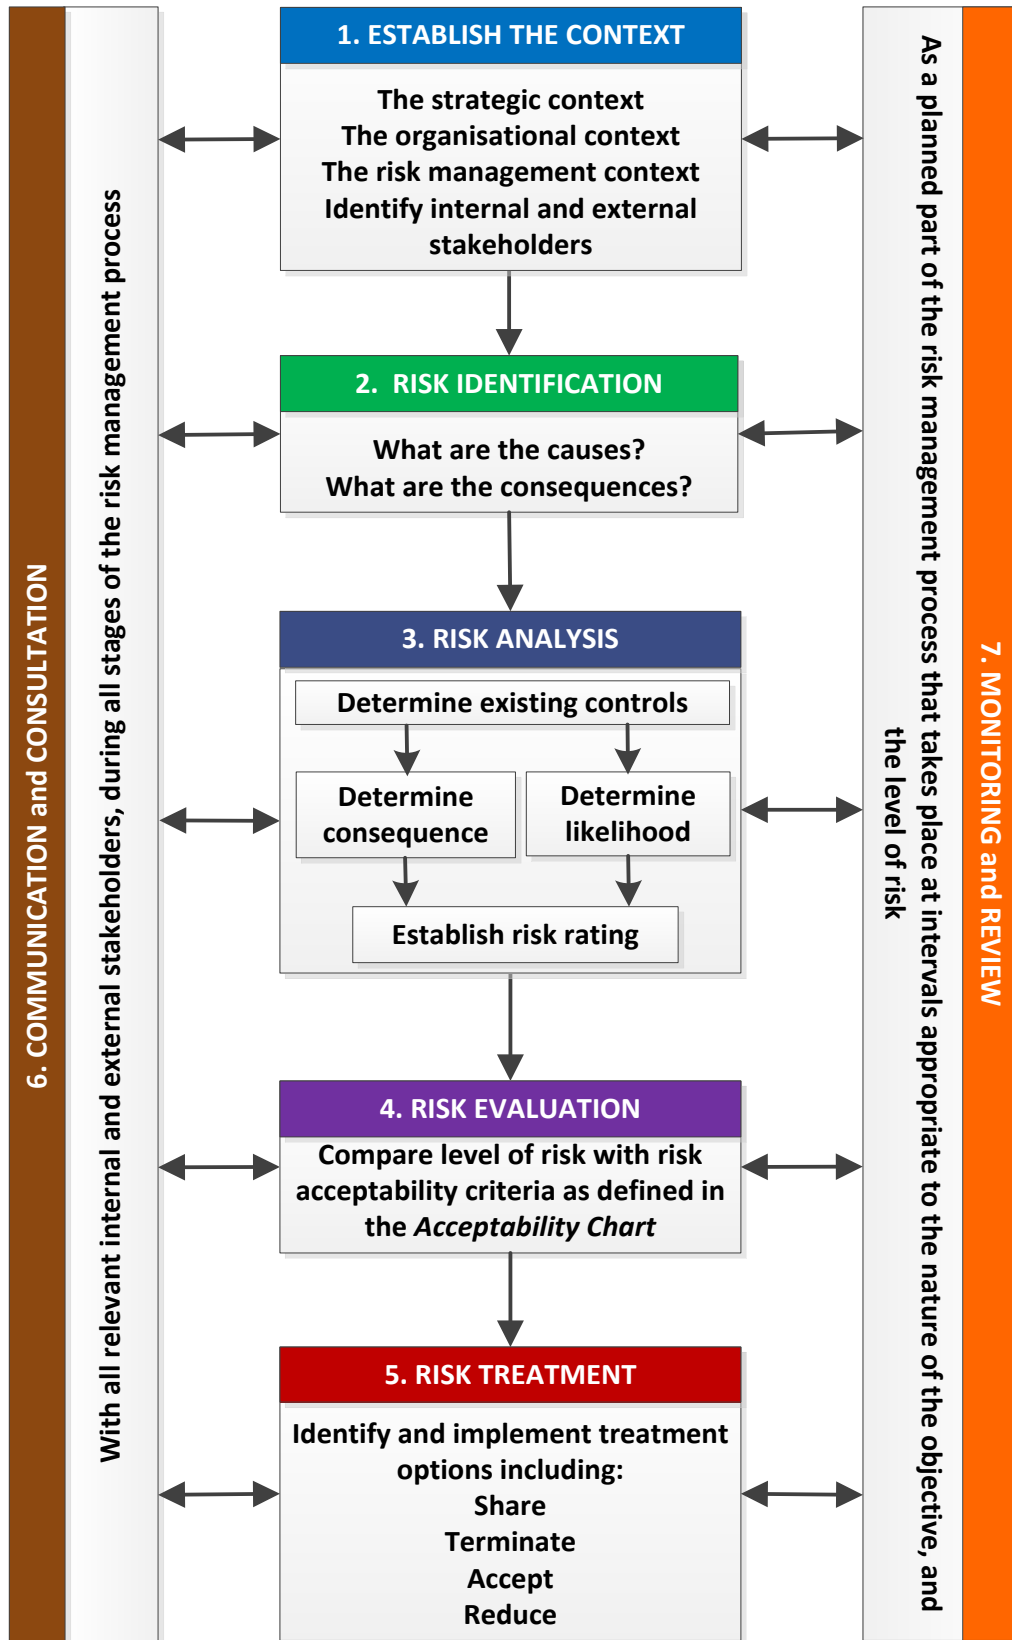 1. ESTABLISH THE CONTEXT
The strategic context
The organisational context
The risk management context
Identify internal and external
stakeholders
2.  RISK IDENTIFICATION
What are the causes?
What are the consequences?
3. RISK ANALYSIS
Determine existing controls
Determine
consequence
Determine
likelihood
Establish risk rating
4. RISK EVALUATION
Compare level of risk with risk
acceptability criteria as defined in
the Acceptability Chart
5. RISK TREATMENT
Identify and implement treatment
options including:
Share
Terminate
Accept
Reduce
6. COMMUNICATION and CONSULTATION
With all relevant internal and external stakeholders, during all stages of the risk management process
7. MONITORING and REVIEW
As a planned part of the risk management process that takes place at intervals appropriate to the nature of the objective, and
the level of risk